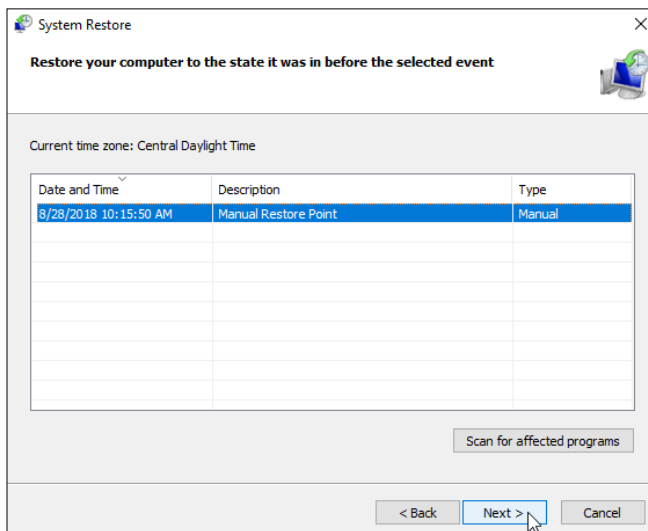 System Restore
Restore your computer to the state it was in before the selected event
Current time zone: Central Daylight Time
Date and Time Description Type
8/28/2018 10:15:50 AM Manual Restore Point Manual
Scan for affected programs
< Back Next > Cancel